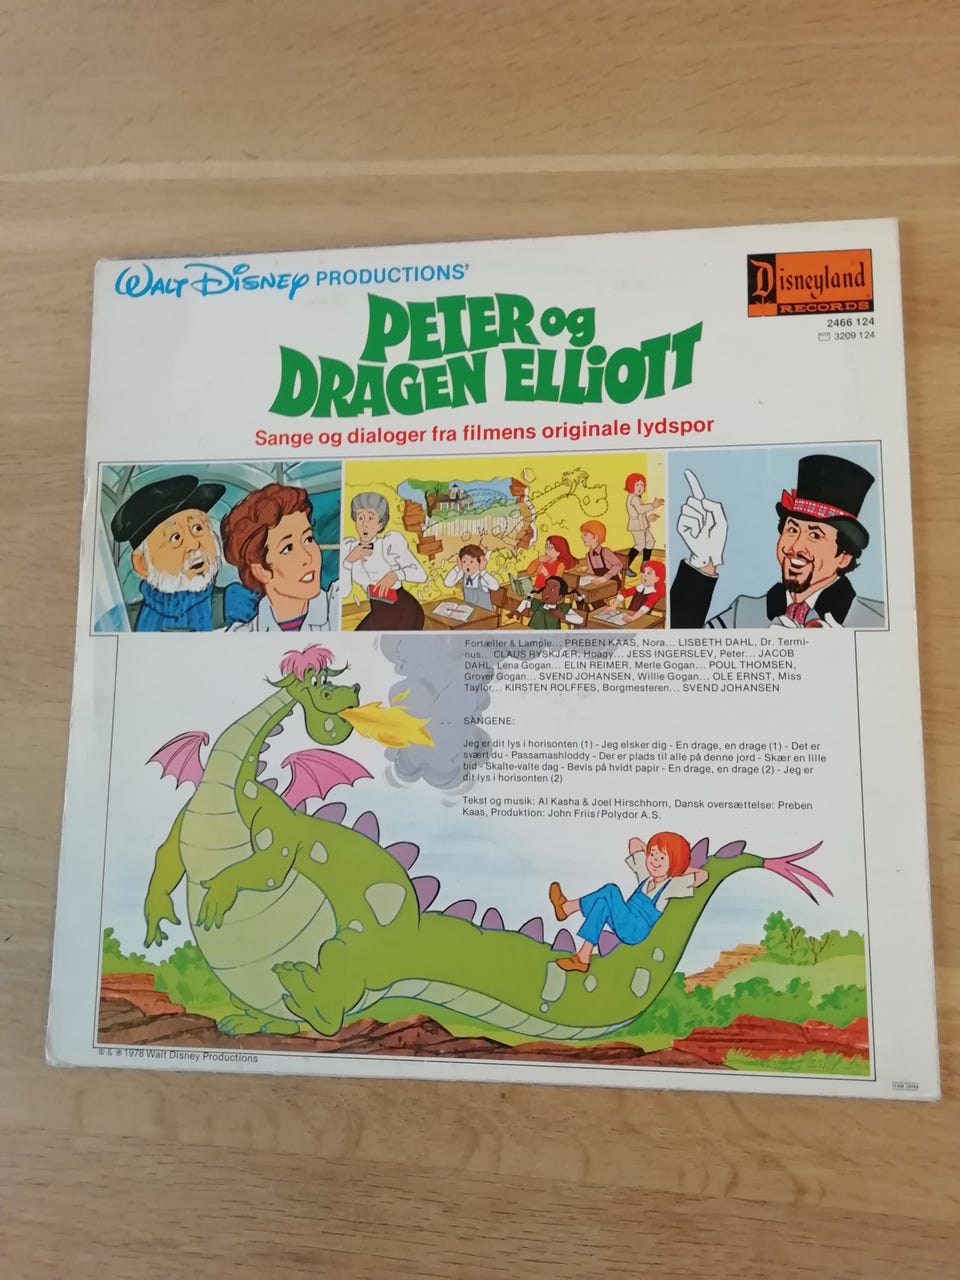 WALT DISNEY PRODUCTIONS'
PETER og
DRAGEN ELLIOTT
Sange og dialoger fra filmens originale lydspor
Disneyland
RECORDS
2466 124
3209 124
Fortæller & Lampie... PREBEN KAAS, Nora... LISBETH DAHL, Dr. Termi-
nus... CLAUS RYSKJÆR, Hoagy... JESS INGERSLEV, Peter... JACOB
DAHL, Lena Gogan... ELIN REIMER, Merle Gogan... POUL THOMSEN,
Grover Gogan... SVEND JOHANSEN, Willie Gogan... OLE ERNST, Miss
Taylor... KIRSTEN ROLFFES, Borgmesteren... SVEND JOHANSEN
SANGENE:
Jeg er dit lys i horisonten (1) - Jeg elsker dig - En drage, en drage (1) - Det er
svært du - Passamashloddy - Der er plads til alle på denne jord - Skær en lille
bid - Skalte-valte dag - Bevis på hvidt papir - En drage, en drage (2) - Jeg er
dit lys i horisonten (2)
Tekst og musik: Al Kasha & Joel Hirschhorn, Dansk oversættelse: Preben
Kaas, Produktion: John Friis/Polydor A.S.
© & ℗ 1978 Walt Disney Productions